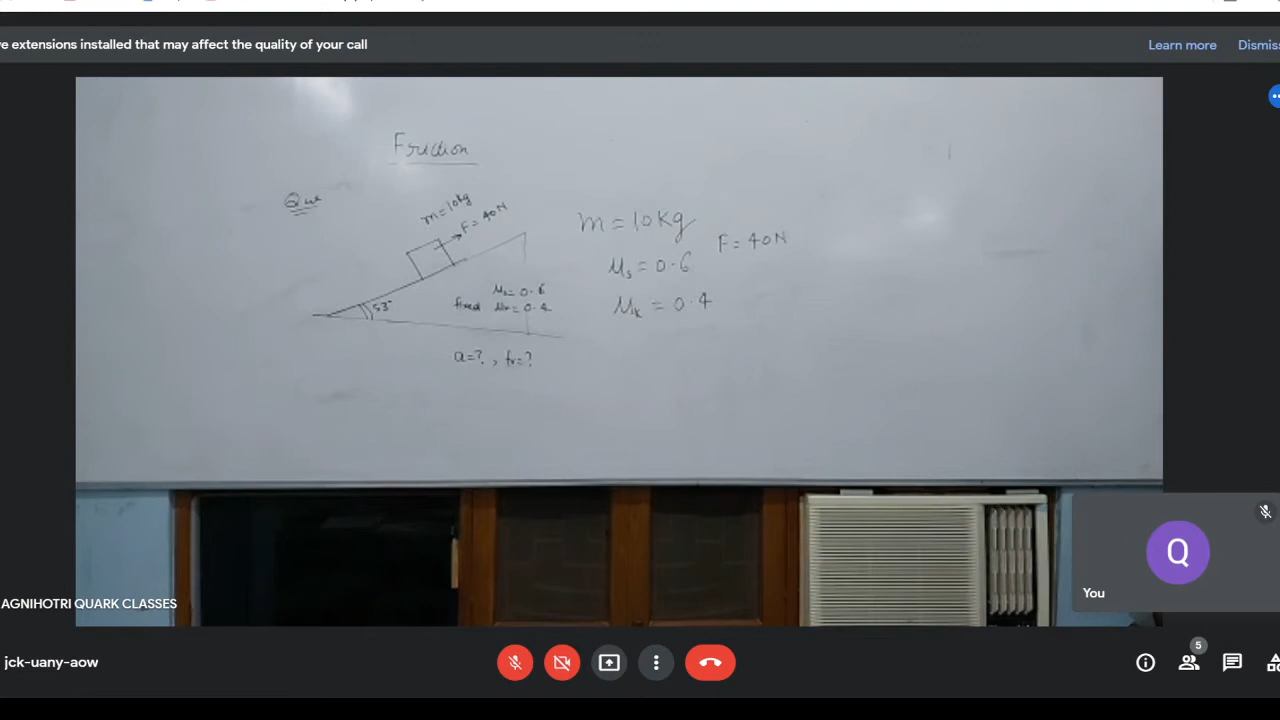 ve extensions installed that may affect the quality of your call
Learn more
Dismiss
Friction
Que
m=10kg
F=40N
53°
fixed
μs=0.6
μk=0.4
a=?, fr=?
m=10kg
F=40N
μs=0.6
μk=0.4
Q
You
AGNIHOTRI QUARK CLASSES
jck-uany-aow
5